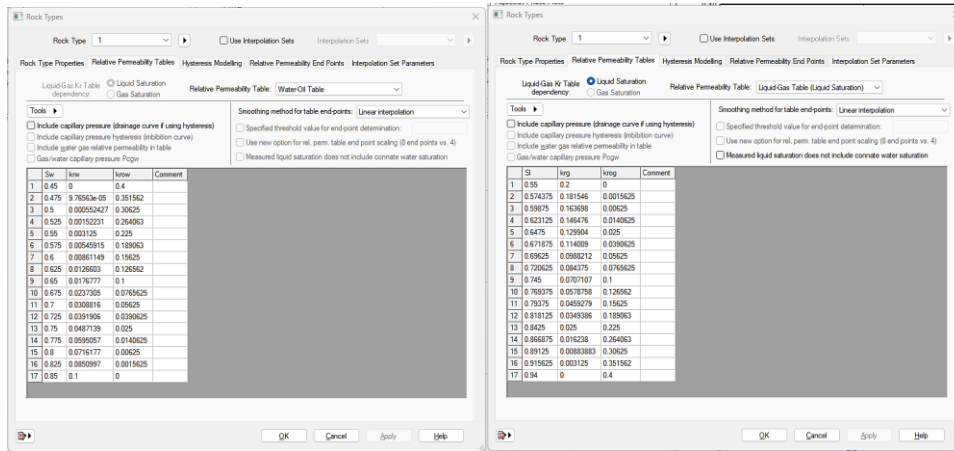 Rock Types
Rock Type 1 Use Interpolation Sets Interpolation Sets
Rock Type Properties Relative Permeability Tables Hysteresis Modelling Relative Permeability End Points Interpolation Set Parameters
Liquid-Gas Kr Table dependency: Liquid Saturation Gas Saturation
Relative Permeability Table: Water-Oil Table
Tools
Include capillary pressure (drainage curve if using hysteresis)
Include capillary pressure hysteresis (imbibition curve)
Include water gas relative permeability in table
Gas/water capillary pressure Pcgw
Smoothing method for table end-points: Linear interpolation
Specified threshold value for end-point determination:
Use new option for rel. perm. table end point scaling (8 end points vs. 4)
Measured liquid saturation does not include connate water saturation
Sw krw krow Comment
1 0.45 0 0.4
2 0.475 9.76563e-05 0.351562
3 0.5 0.000552427 0.30625
4 0.525 0.00152231 0.264063
5 0.55 0.003125 0.225
6 0.575 0.00545915 0.189063
7 0.6 0.00861149 0.15625
8 0.625 0.0126603 0.126562
9 0.65 0.0176777 0.1
10 0.675 0.0237305 0.0765625
11 0.7 0.0308816 0.05625
12 0.725 0.0391906 0.0390625
13 0.75 0.0487139 0.025
14 0.775 0.0595057 0.0140625
15 0.8 0.0716177 0.00625
16 0.825 0.0850997 0.0015625
17 0.85 0.1 0
OK Cancel Apply Help
Rock Types
Rock Type 1 Use Interpolation Sets Interpolation Sets
Rock Type Properties Relative Permeability Tables Hysteresis Modelling Relative Permeability End Points Interpolation Set Parameters
Liquid-Gas Kr Table dependency: Liquid Saturation Gas Saturation
Relative Permeability Table: Liquid-Gas Table (Liquid Saturation)
Tools
Include capillary pressure (drainage curve if using hysteresis)
Include capillary pressure hysteresis (imbibition curve)
Include water gas relative permeability in table
Gas/water capillary pressure Pcgw
Smoothing method for table end-points: Linear interpolation
Specified threshold value for end-point determination:
Use new option for rel. perm. table end point scaling (8 end points vs. 4)
Measured liquid saturation does not include connate water saturation
Sl krg krog Comment
1 0.55 0.2 0
2 0.574375 0.181546 0.0015625
3 0.59875 0.163698 0.00625
4 0.623125 0.146476 0.0140625
5 0.6475 0.129904 0.025
6 0.671875 0.114009 0.0390625
7 0.69625 0.0988212 0.05625
8 0.720625 0.084375 0.0765625
9 0.745 0.0707107 0.1
10 0.769375 0.0578758 0.126562
11 0.79375 0.0459279 0.15625
12 0.818125 0.0349386 0.189063
13 0.8425 0.025 0.225
14 0.866875 0.016238 0.264063
15 0.89125 0.00883883 0.30625
16 0.915625 0.003125 0.351562
17 0.94 0 0.4
OK Cancel Apply Help